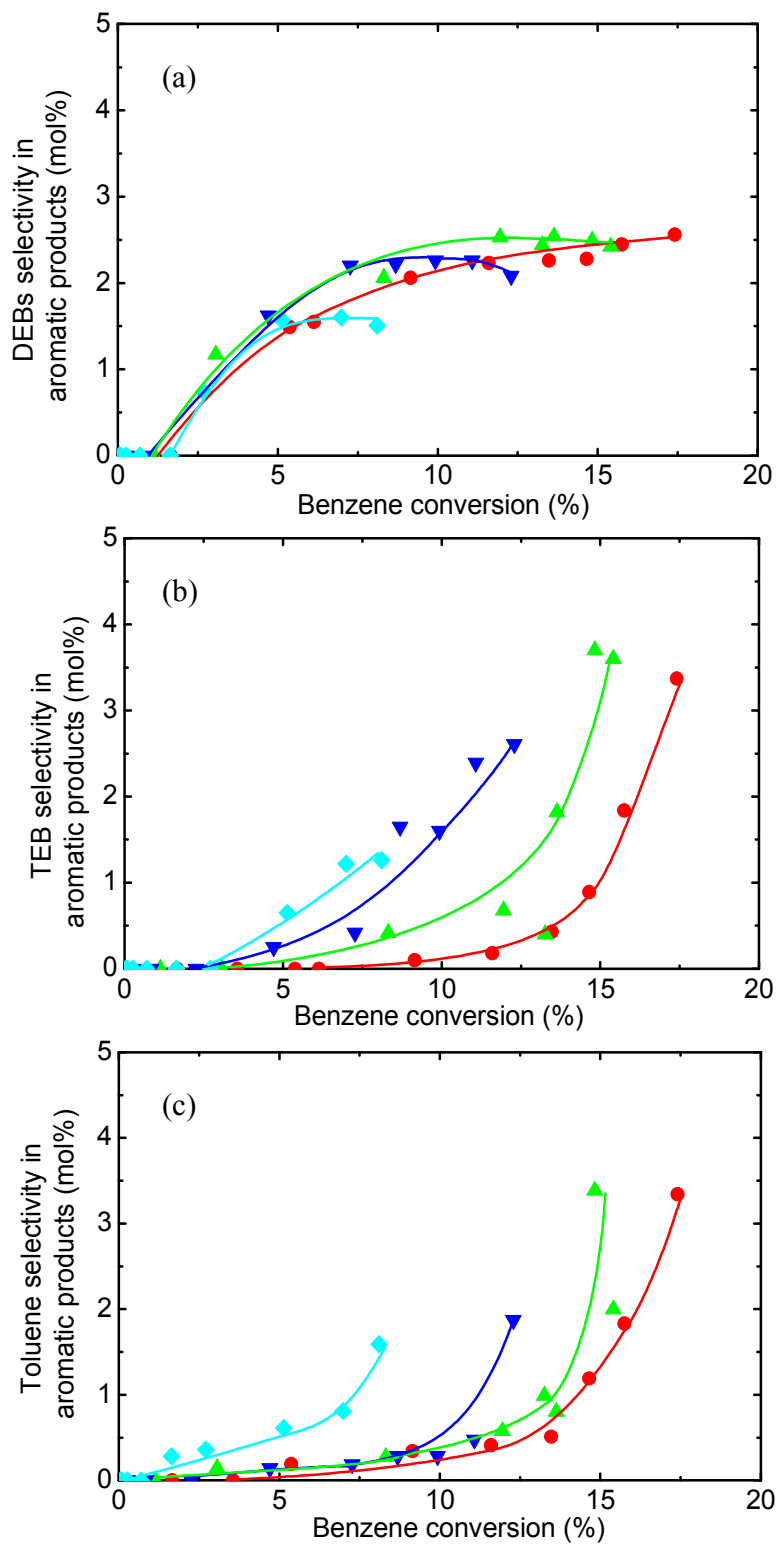 5
(a)
4
3
2
1
0
DEBs selectivity in
aromatic products (mol%)
0 5 10 15 20
Benzene conversion (%)
5
(b)
4
3
2
1
0
TEB selectivity in
aromatic products (mol%)
0 5 10 15 20
Benzene conversion (%)
5
(c)
4
3
2
1
0
Toluene selectivity in
aromatic products (mol%)
0 5 10 15 20
Benzene conversion (%)